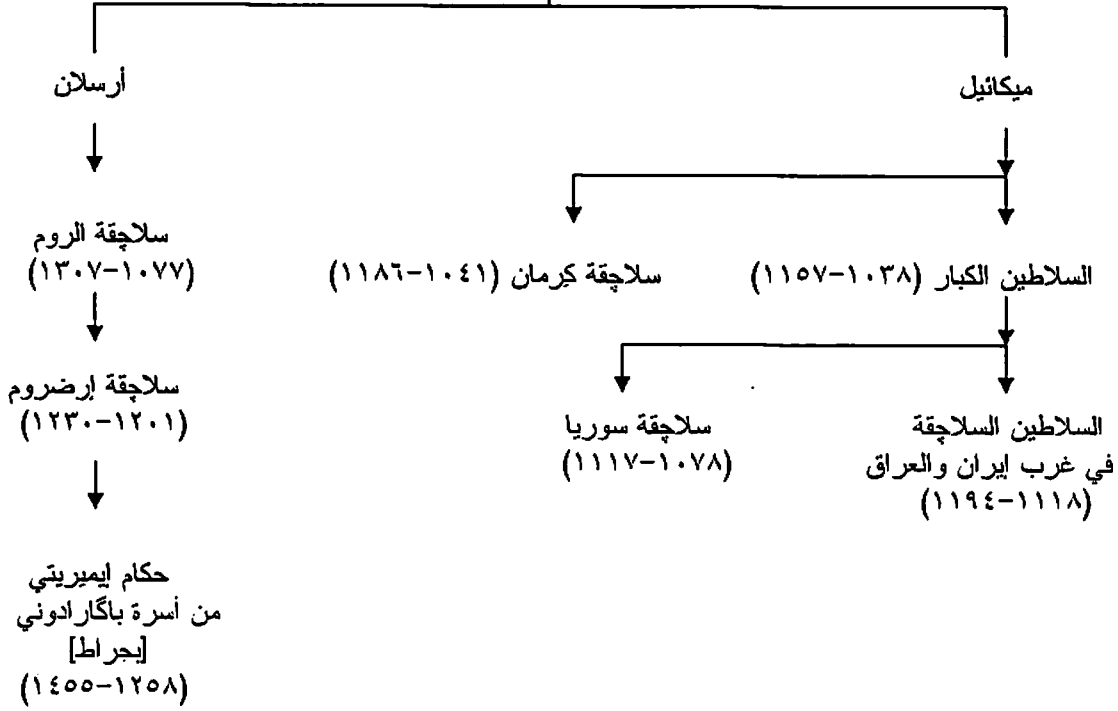 ميكائيل
أرسلان
السلاطين الكبار (١٠٣٨-١١٥٧)
سلاچقة كرمان (١٠٤١-١١٨٦)
سلاچقة الروم
(١٠٧٧-١٣٠٧)
السلاطين السلاچقة
في غرب إيران والعراق
(١١١٨-١١٩٤)
سلاچقة سوريا
(١٠٧٨-١١١٧)
سلاچقة إرضروم
(١٢٠١-١٢٣٠)
حكام إيميريتي
من أسرة باگارادوني
[بجراط]
(١٢٥٨-١٤٥٥)